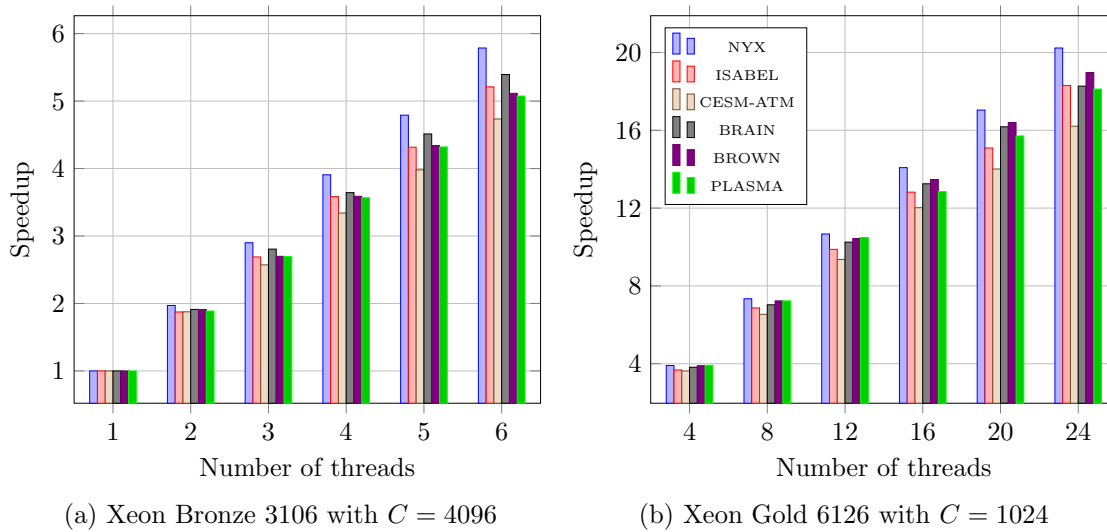 6
5
4
3
2
1
Speedup
1 2 3 4 5 6
Number of threads
(a) Xeon Bronze 3106 with C = 4096
20
16
12
8
4
Speedup
NYX
ISABEL
CESM-ATM
BRAIN
BROWN
PLASMA
4 8 12 16 20 24
Number of threads
(b) Xeon Gold 6126 with C = 1024